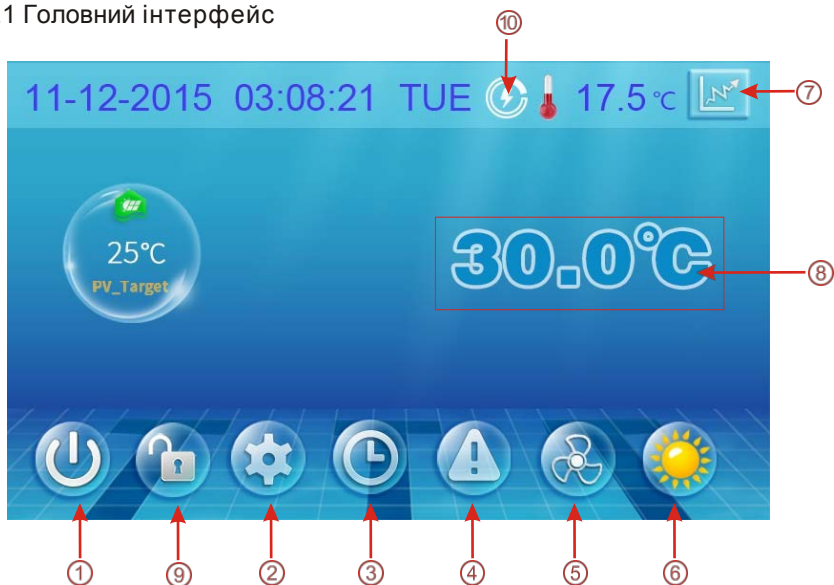 .1 Головний інтерфейс
⑩
11-12-2015 03:08:21 TUE 17.5 ℃
⑦
25℃
PV_Target
30.0℃
⑧
① ⑨ ② ③ ④ ⑤ ⑥